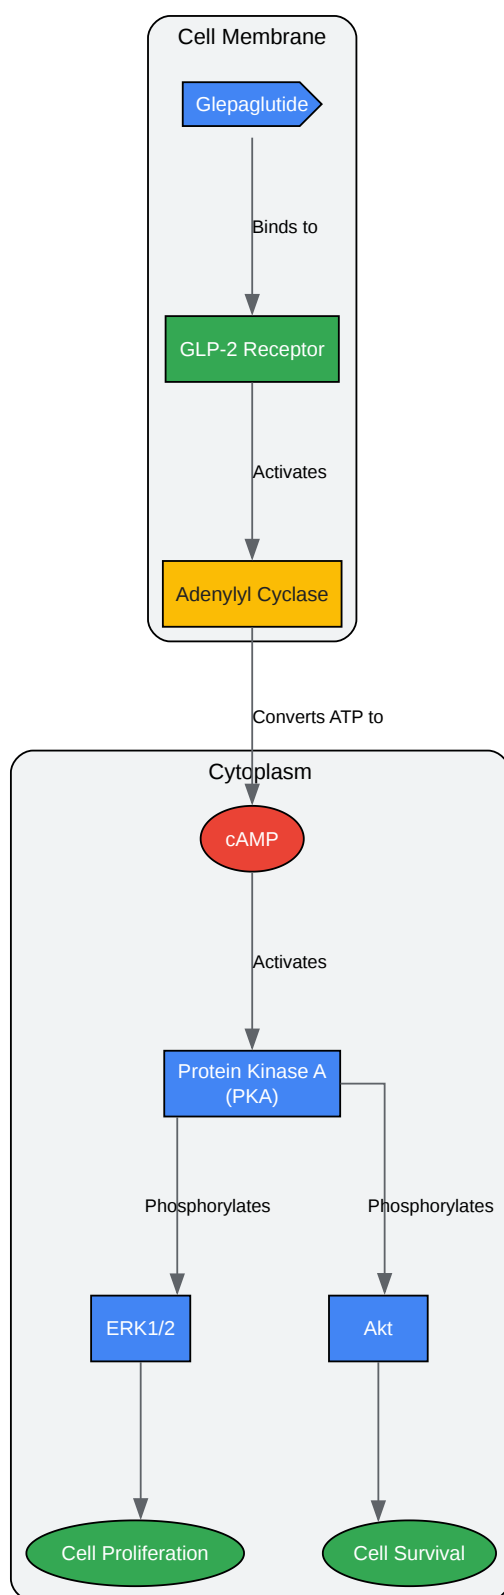 Cell Membrane
Glepaglutide
Binds to
GLP-2 Receptor
Activates
Adenylyl Cyclase
Converts ATP to
Cytoplasm
cAMP
Activates
Protein Kinase A
(PKA)
Phosphorylates
Phosphorylates
ERK1/2
Akt
Cell Proliferation
Cell Survival